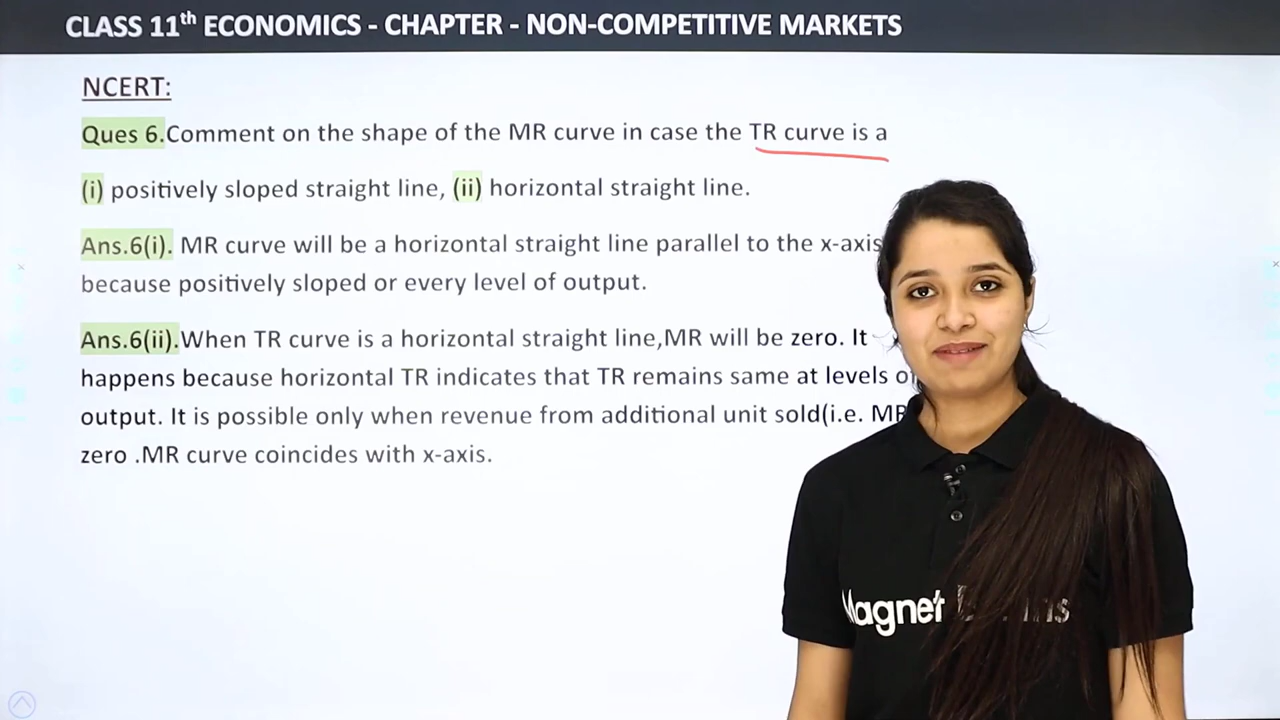 CLASS 11th ECONOMICS - CHAPTER - NON-COMPETITIVE MARKETS
NCERT:
Ques 6.Comment on the shape of the MR curve in case the TR curve is a
(i) positively sloped straight line, (ii) horizontal straight line.
Ans.6(i). MR curve will be a horizontal straight line parallel to the x-axis
because positively sloped or every level of output.
Ans.6(ii).When TR curve is a horizontal straight line,MR will be zero. It
happens because horizontal TR indicates that TR remains same at levels
output. It is possible only when revenue from additional unit sold(i.e. MR
zero .MR curve coincides with x-axis.
Magnet